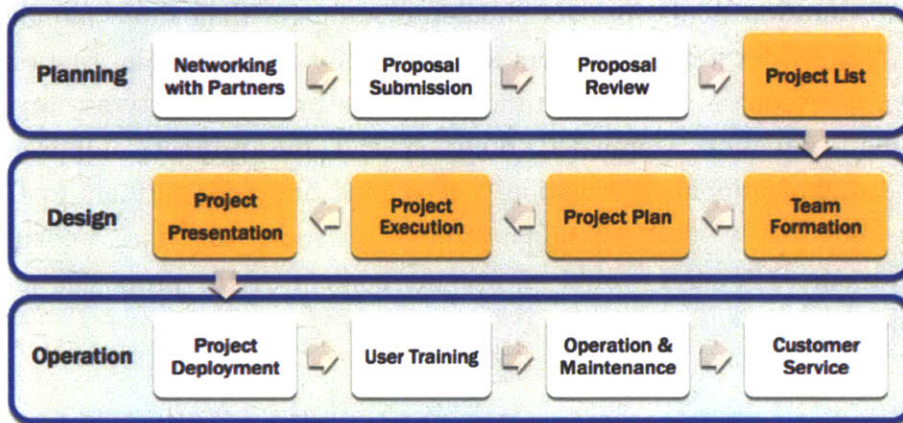 Planning
Networking
with Partners
Proposal
Submission
Proposal
Review
Project List
Design
Project
Presentation
Project
Execution
Project Plan
Team
Formation
Operation
Project
Deployment
User Training
Operation &
Maintenance
Customer
Service